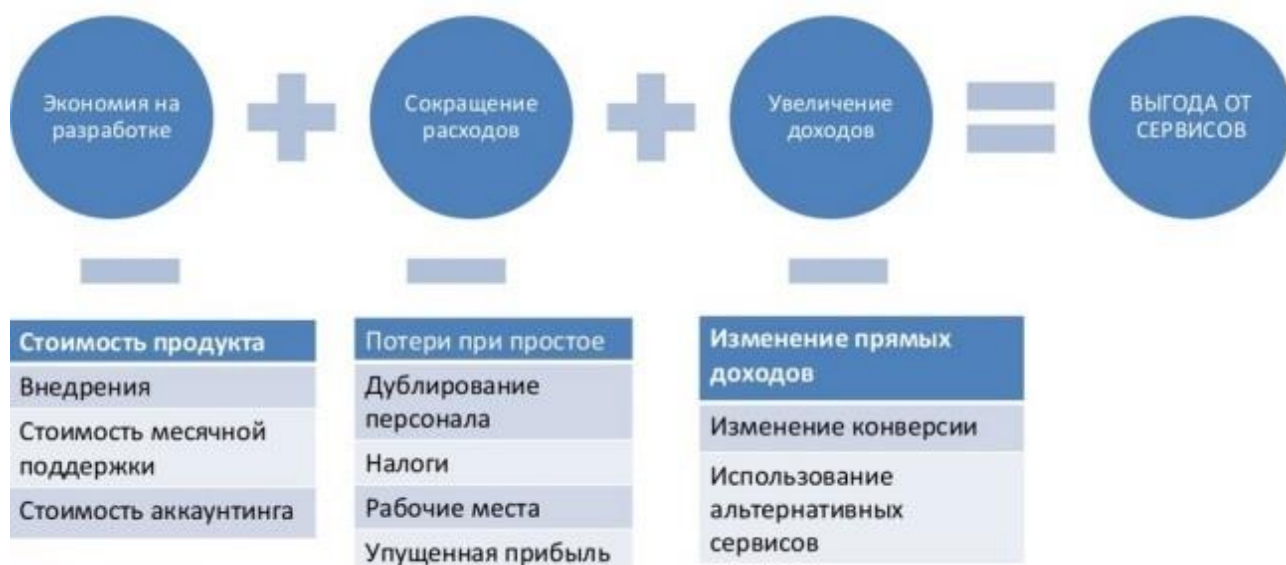 Экономия на
разработке
Сокращение
расходов
Увеличение
доходов
ВЫГОДА ОТ
СЕРВИСОВ
Стоимость продукта
Внедрения
Стоимость месячной
поддержки
Стоимость аккаунтинга
Потери при простое
Дублирование
персонала
Налоги
Рабочие места
Упущенная прибыль
Изменение прямых
доходов
Изменение конверсии
Использование
альтернативных
сервисов